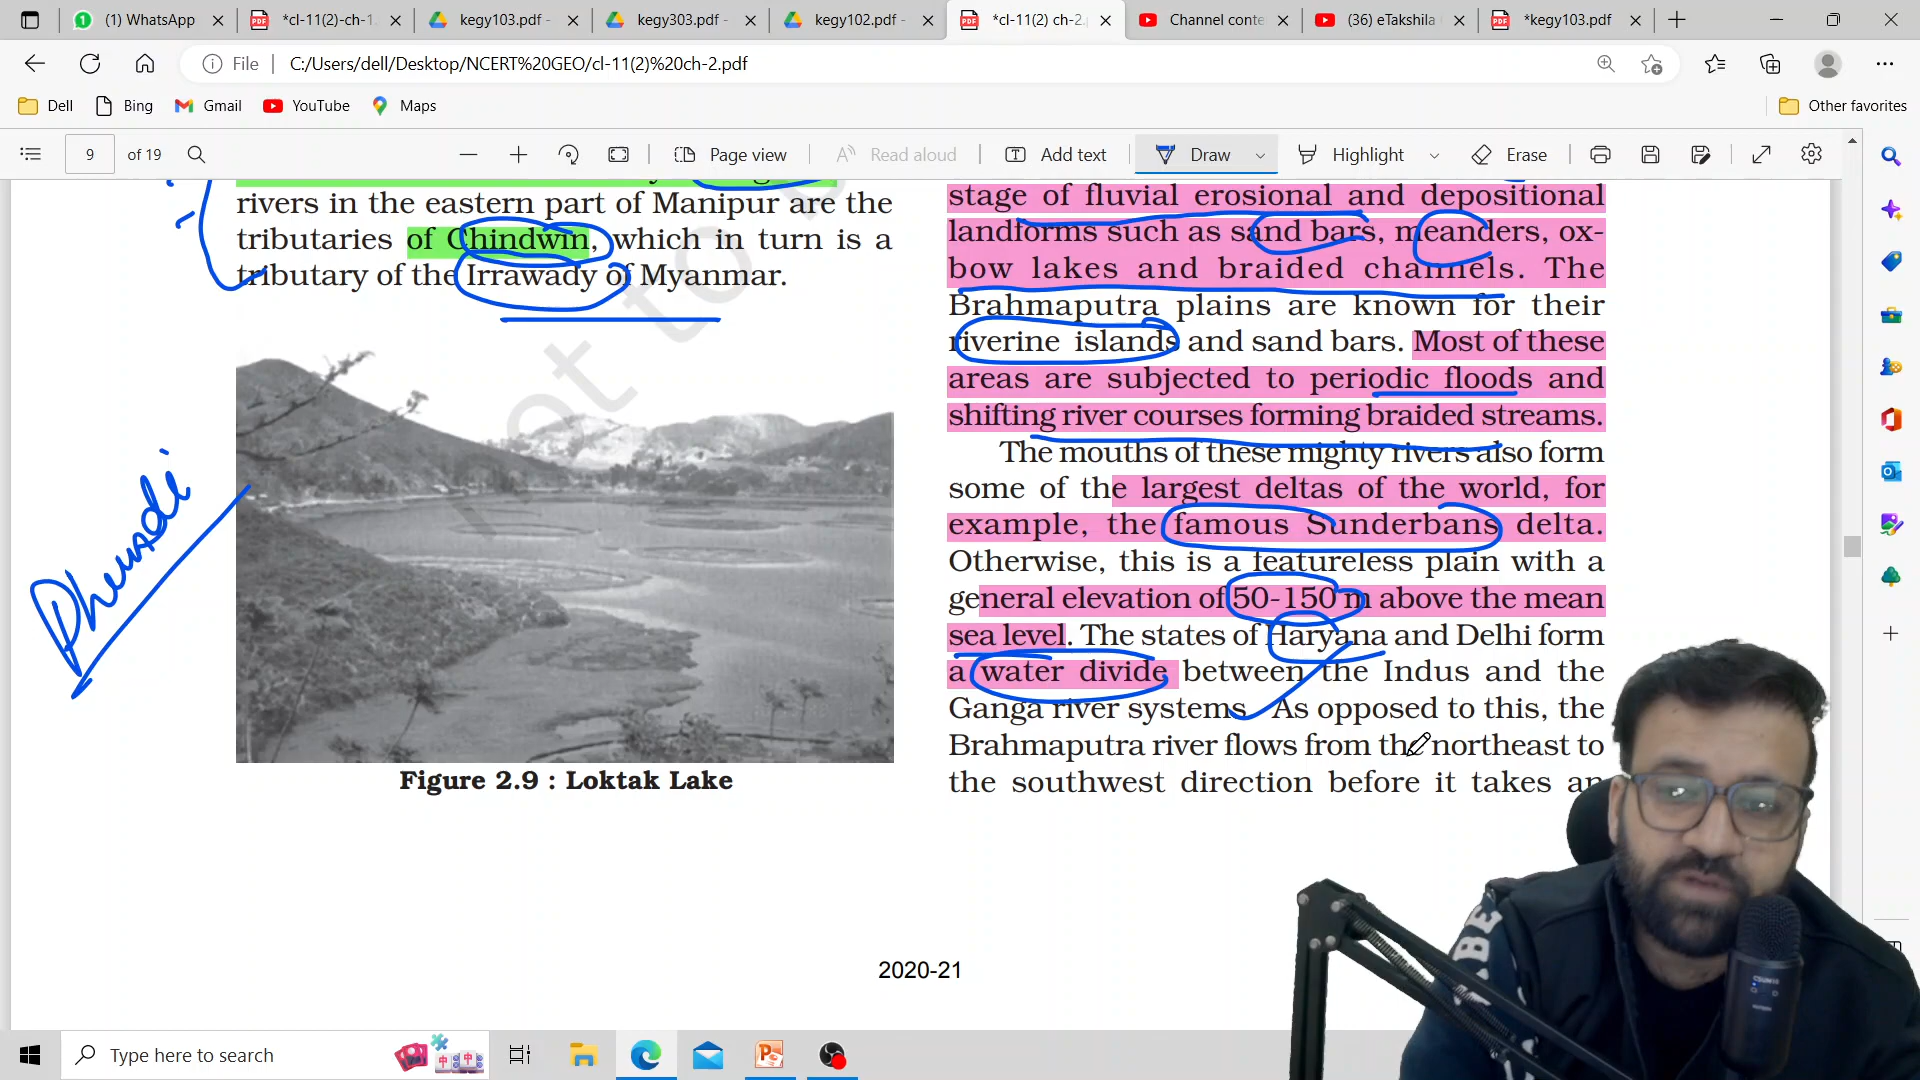 (1) WhatsApp
*cl-11(2)-ch-1.
kegy103.pdf -
kegy303.pdf -
kegy102.pdf -
*cl-11(2) ch-2.
Channel conte
(36) eTakshila
*kegy103.pdf
File
C:/Users/dell/Desktop/NCERT%20GEO/cl-11(2)%20ch-2.pdf
Dell
Bing
Gmail
YouTube
Maps
Other favorites
9
of 19
Page view
Read aloud
Add text
Draw
Highlight
Erase
rivers in the eastern part of Manipur are the
tributaries of Chindwin, which in turn is a
tributary of the Irrawady of Myanmar.
Phumdi
Figure 2.9 : Loktak Lake
stage of fluvial erosional and depositional
landforms such as sand bars, meanders, ox-
bow lakes and braided channels. The
Brahmaputra plains are known for their
riverine islands and sand bars. Most of these
areas are subjected to periodic floods and
shifting river courses forming braided streams.
The mouths of these mighty rivers also form
some of the largest deltas of the world, for
example, the famous Sunderbans delta.
Otherwise, this is a featureless plain with a
general elevation of 50-150 m above the mean
sea level. The states of Haryana and Delhi form
a water divide between the Indus and the
Ganga river systems. As opposed to this, the
Brahmaputra river flows from the northeast to
the southwest direction before it takes an
2020-21
Type here to search